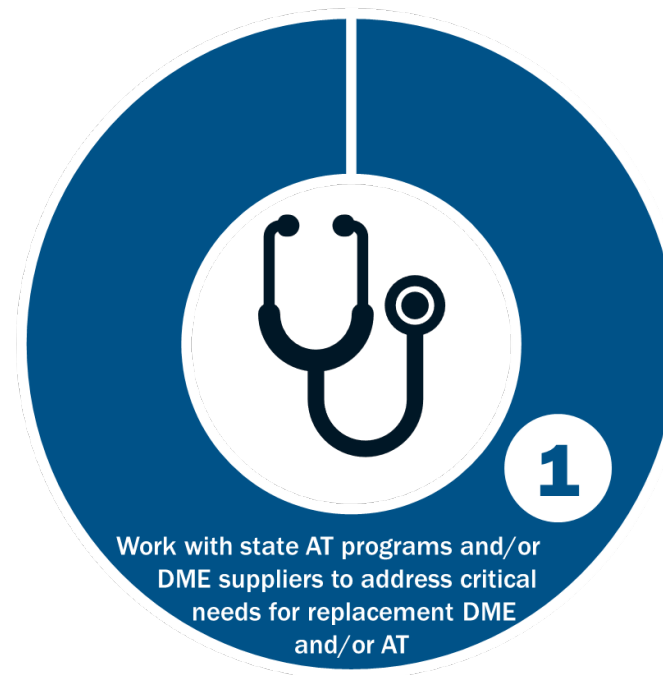 1
Work with state AT programs and/or
DME suppliers to address critical
needs for replacement DME
and/or AT